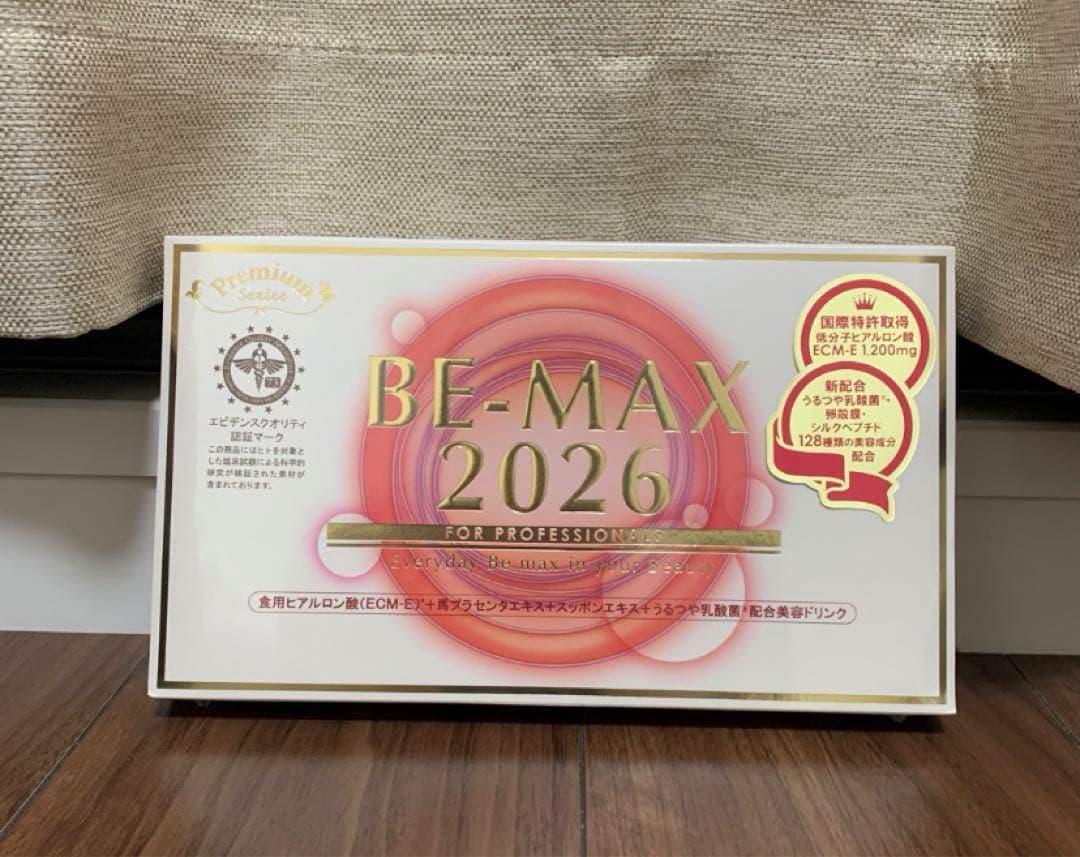 Premium
Series
エビデンスクオリティ
認証マーク
この商品にはヒトを対象と
した臨床試験による科学的
研究が検証された素材が
含まれております。
国際特許取得
低分子ヒアルロン酸
ECM-E 1,200mg
新配合
うるつや乳酸菌®・
卵殻膜・
シルクペプチド
128種類の美容成分
配合
BE-MAX
2026
FOR PROFESSIONALS
Everyday Be max in your Beauty
食用ヒアルロン酸(ECM-E)®+馬プラセンタエキス+スッポンエキス+うるつや乳酸菌®配合美容ドリンク